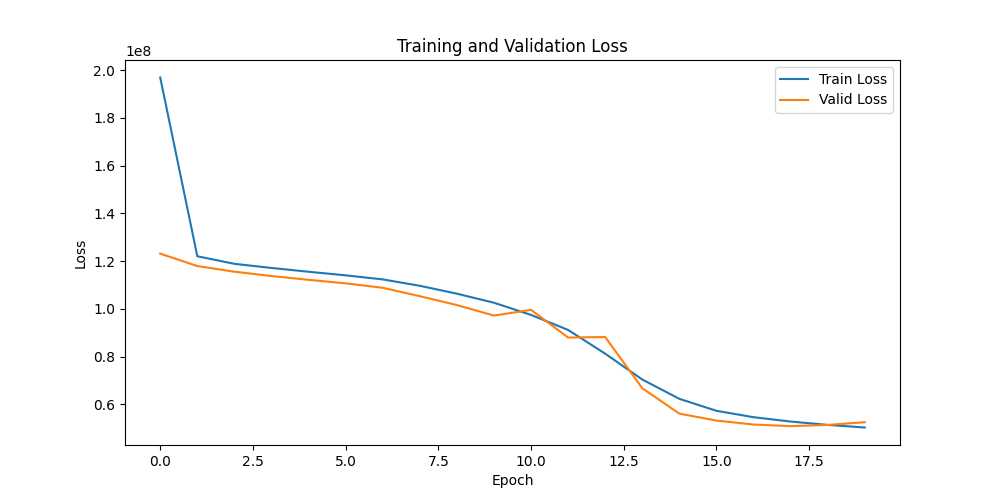 Training and Validation Loss
1e8
2.0
1.8
1.6
1.4
1.2
1.0
0.8
0.6
Loss
Train Loss
Valid Loss
0.0 2.5 5.0 7.5 10.0 12.5 15.0 17.5
Epoch